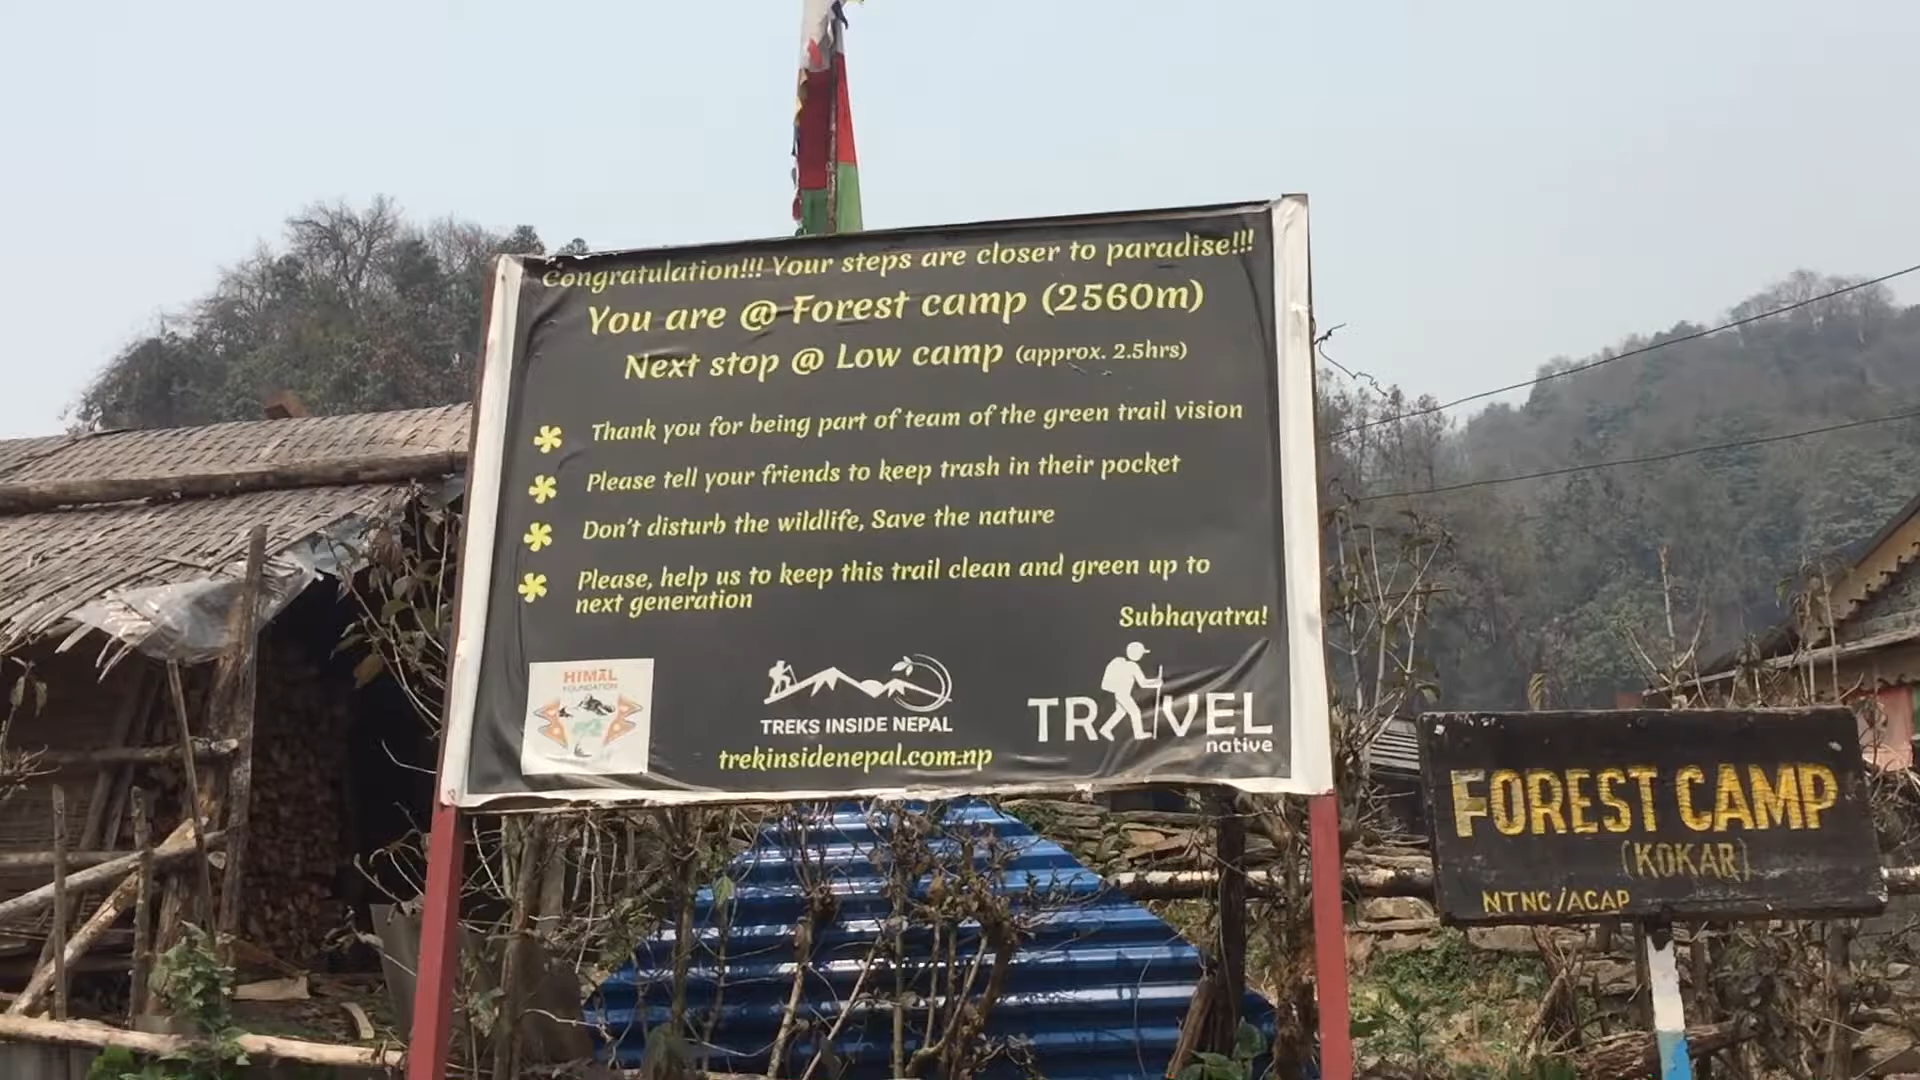 Congratulation!!! Your steps are closer to paradise!!!
You are @ Forest camp (2560m)
Next stop @ Low camp (approx. 2.5hrs)
Thank you for being part of team of the green trail vision
Please tell your friends to keep trash in their pocket
Don't disturb the wildlife, Save the nature
Please, help us to keep this trail clean and green up to
next generation
Subhayatra!
HIMAL
FOUNDATION
TREKS INSIDE NEPAL
trekinsidenepal.com.np
TRAVEL
native
FOREST CAMP
(KOKAR)
NTNC/ACAP